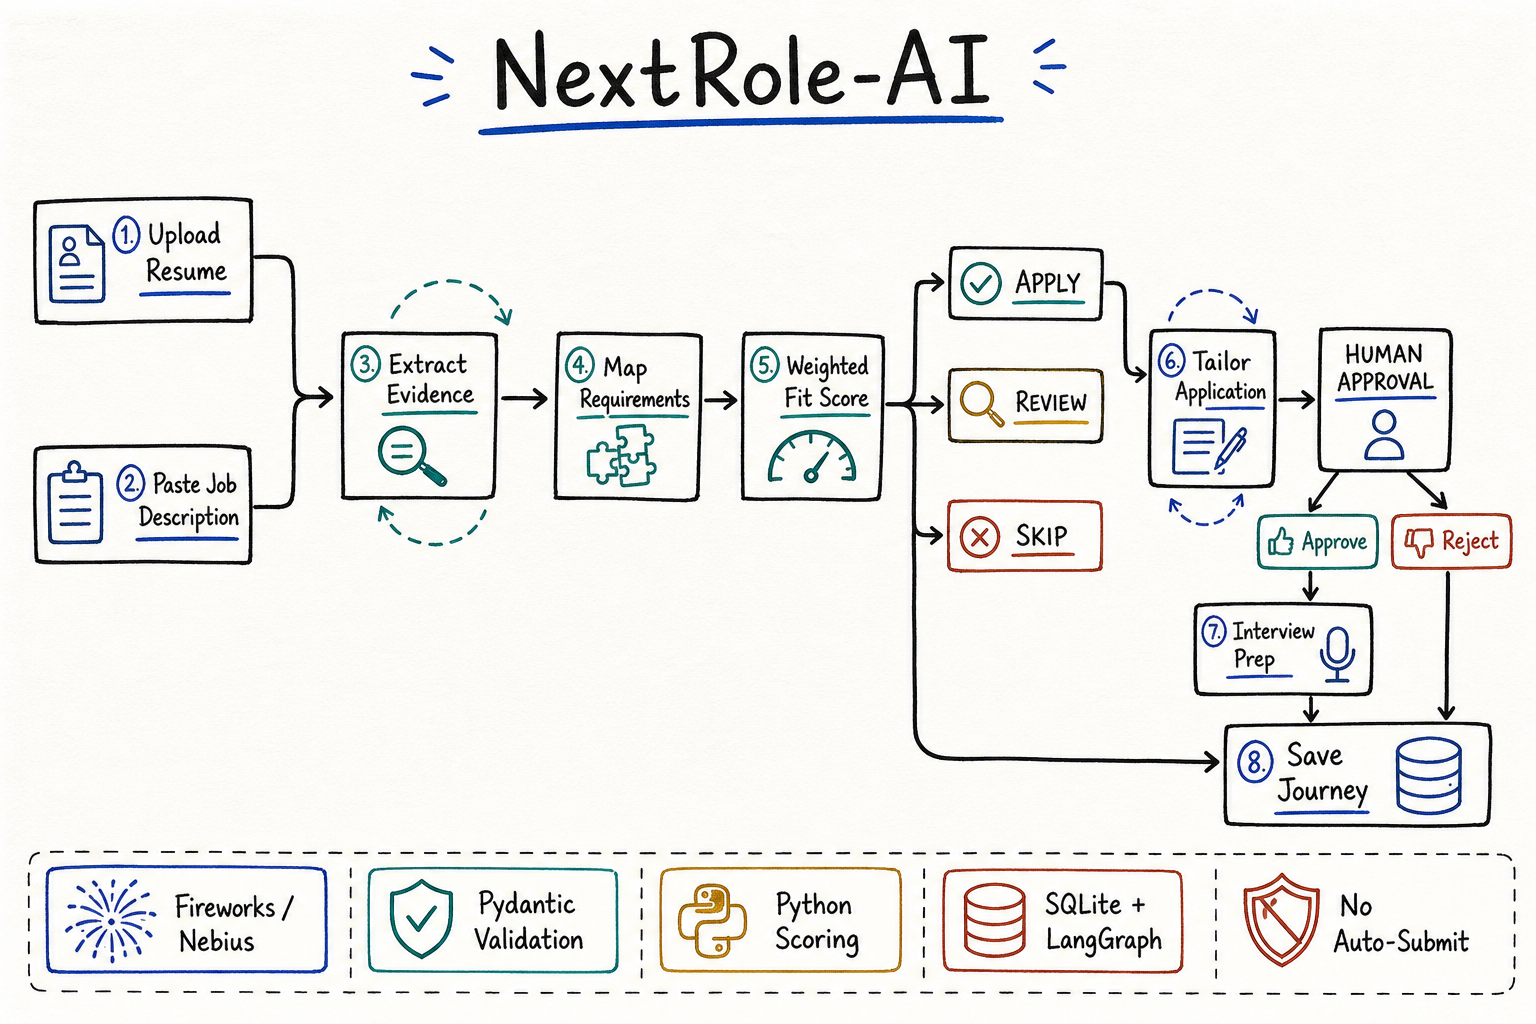 NextRole-AI
1. Upload
Resume
2. Paste Job
Description
3. Extract
Evidence
4. Map
Requirements
5. Weighted
Fit Score
APPLY
REVIEW
SKIP
6. Tailor
Application
HUMAN
APPROVAL
Approve
Reject
7. Interview
Prep
8. Save
Journey
Fireworks /
Nebius
Pydantic
Validation
Python
Scoring
SQLite +
LangGraph
No
Auto-Submit